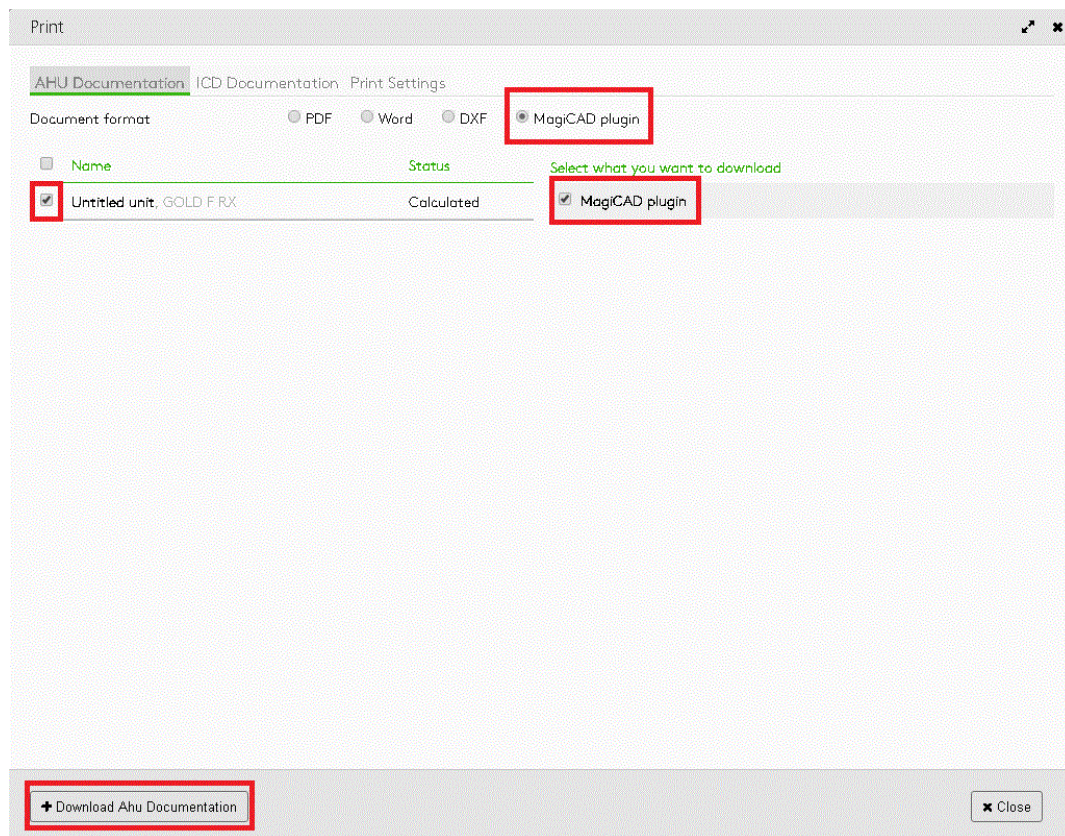 Print
AHU Documentation ICD Documentation Print Settings
Document format PDF Word DXF MagiCAD plugin
Name Status Select what you want to download
Untitled unit, GOLD F RX Calculated MagiCAD plugin
Download Ahu Documentation Close